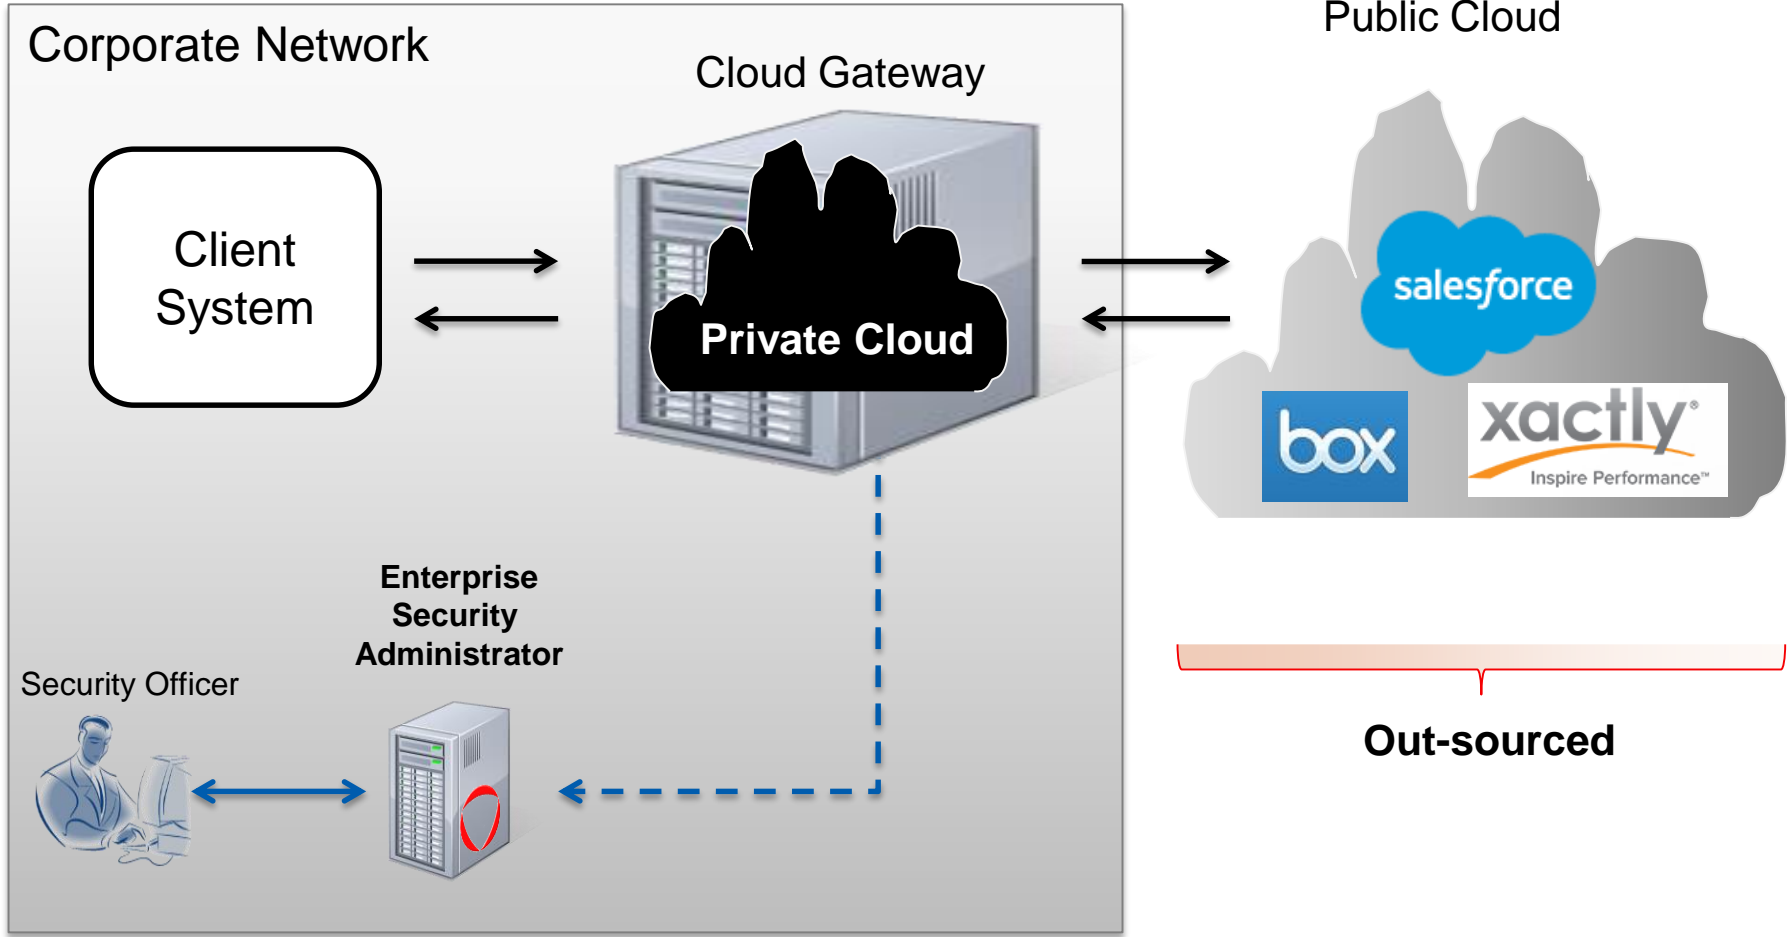 Corporate Network
Public Cloud
Cloud Gateway
Client
System
Private Cloud
salesforce
box
xactly®
Inspire Performance™
Enterprise
Security
Administrator
Security Officer
Out-sourced